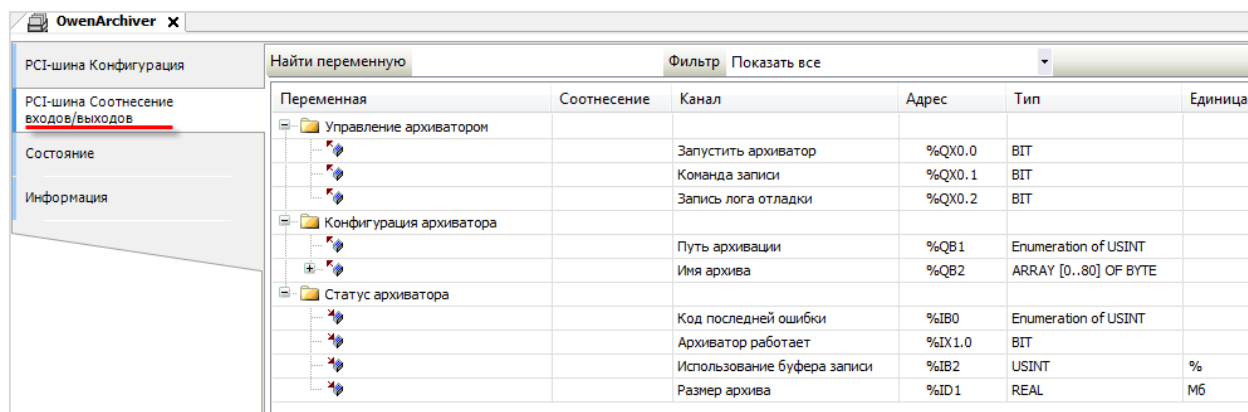 OwenArchiver x
PCI-шина Конфигурация
PCI-шина Соотнесение
входов/выходов
Состояние
Информация
Найти переменную Фильтр Показать все
Переменная Соотнесение Канал Адрес Тип Единица
Управление архиватором
Запустить архиватор %QX0.0 BIT
Команда записи %QX0.1 BIT
Запись лога отладки %QX0.2 BIT
Конфигурация архиватора
Путь архивации %QB1 Enumeration of USINT
Имя архива %QB2 ARRAY [0..80] OF BYTE
Статус архиватора
Код последней ошибки %IB0 Enumeration of USINT
Архиватор работает %IX1.0 BIT
Использование буфера записи %IB2 USINT %
Размер архива %ID1 REAL Мб